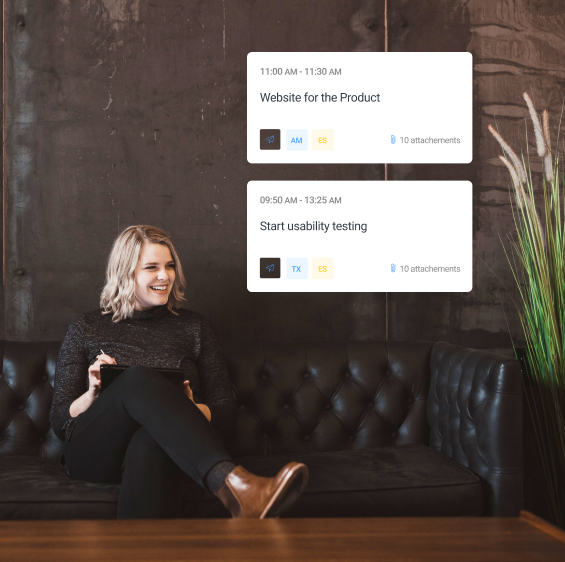 11:00 AM - 11:30 AM
Website for the Product
AM ES 10 attachements
09:50 AM - 13:25 AM
Start usability testing
TX ES 10 attachements